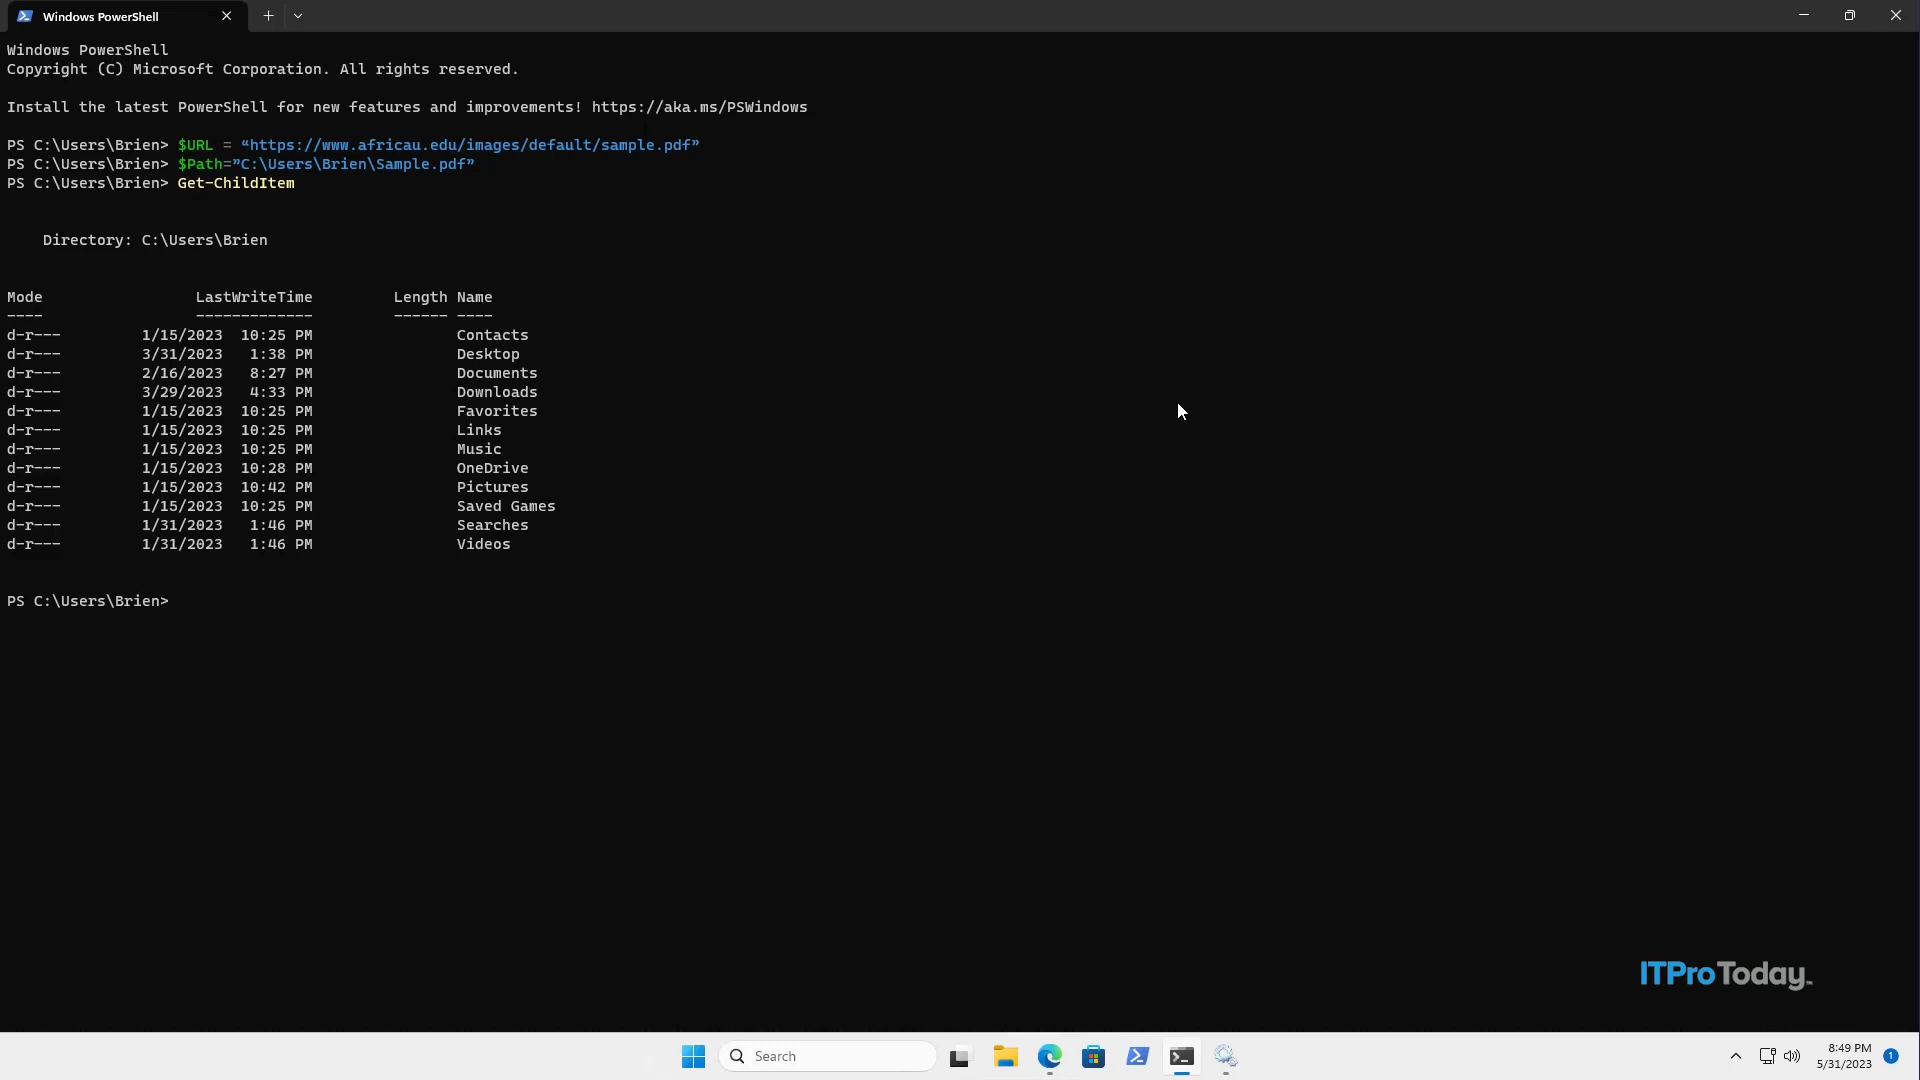 Windows PowerShell
Windows PowerShell
Copyright (C) Microsoft Corporation. All rights reserved.
Install the latest PowerShell for new features and improvements! https://aka.ms/PSWindows
PS C:\Users\Brien> $URL = “https://www.africau.edu/images/default/sample.pdf”
PS C:\Users\Brien> $Path=”C:\Users\Brien\Sample.pdf”
PS C:\Users\Brien> Get-ChildItem
Directory: C:\Users\Brien
Mode LastWriteTime Length Name
---- ------------- ------ ----
d-r--- 1/15/2023 10:25 PM Contacts
d-r--- 3/31/2023 1:38 PM Desktop
d-r--- 2/16/2023 8:27 PM Documents
d-r--- 3/29/2023 4:33 PM Downloads
d-r--- 1/15/2023 10:25 PM Favorites
d-r--- 1/15/2023 10:25 PM Links
d-r--- 1/15/2023 10:25 PM Music
d-r--- 1/15/2023 10:28 PM OneDrive
d-r--- 1/15/2023 10:42 PM Pictures
d-r--- 1/15/2023 10:25 PM Saved Games
d-r--- 1/31/2023 1:46 PM Searches
d-r--- 1/31/2023 1:46 PM Videos
PS C:\Users\Brien>
ITProToday™
Search
8:49 PM
5/31/2023
1